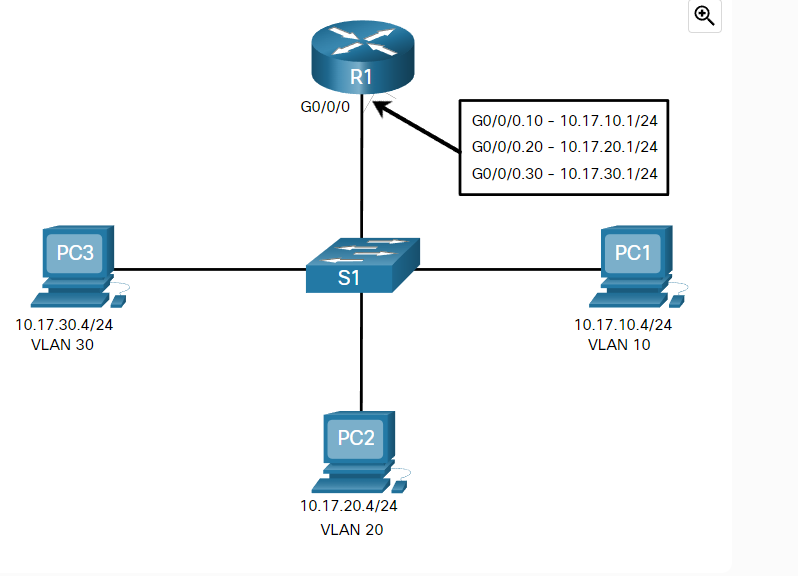 R1
G0/0/0
G0/0/0.10 - 10.17.10.1/24
G0/0/0.20 - 10.17.20.1/24
G0/0/0.30 - 10.17.30.1/24
PC3
S1
PC1
10.17.30.4/24
VLAN 30
10.17.10.4/24
VLAN 10
PC2
10.17.20.4/24
VLAN 20